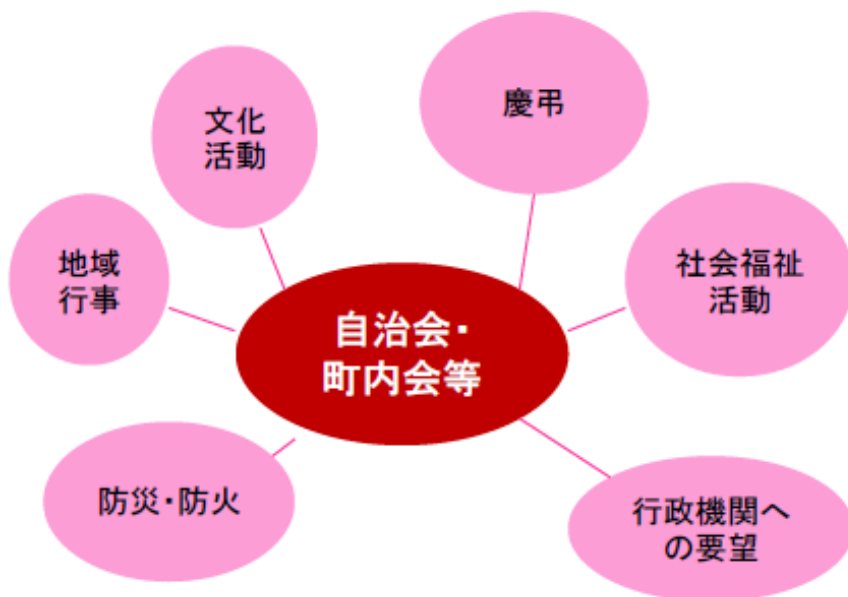 文化
活動
慶弔
地域
行事
社会福祉
活動
自治会・
町内会等
防災・防火
行政機関へ
の要望